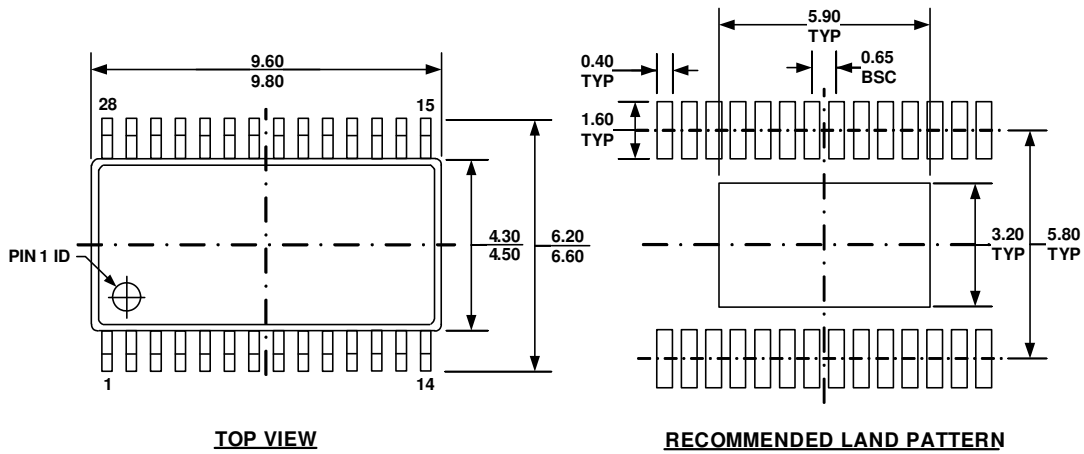 9.60
9.80
28
15
PIN 1 ID
4.30
4.50
6.20
6.60
1
14
TOP VIEW
5.90
TYP
0.40
TYP
0.65
BSC
1.60
TYP
3.20
TYP
5.80
TYP
RECOMMENDED LAND PATTERN